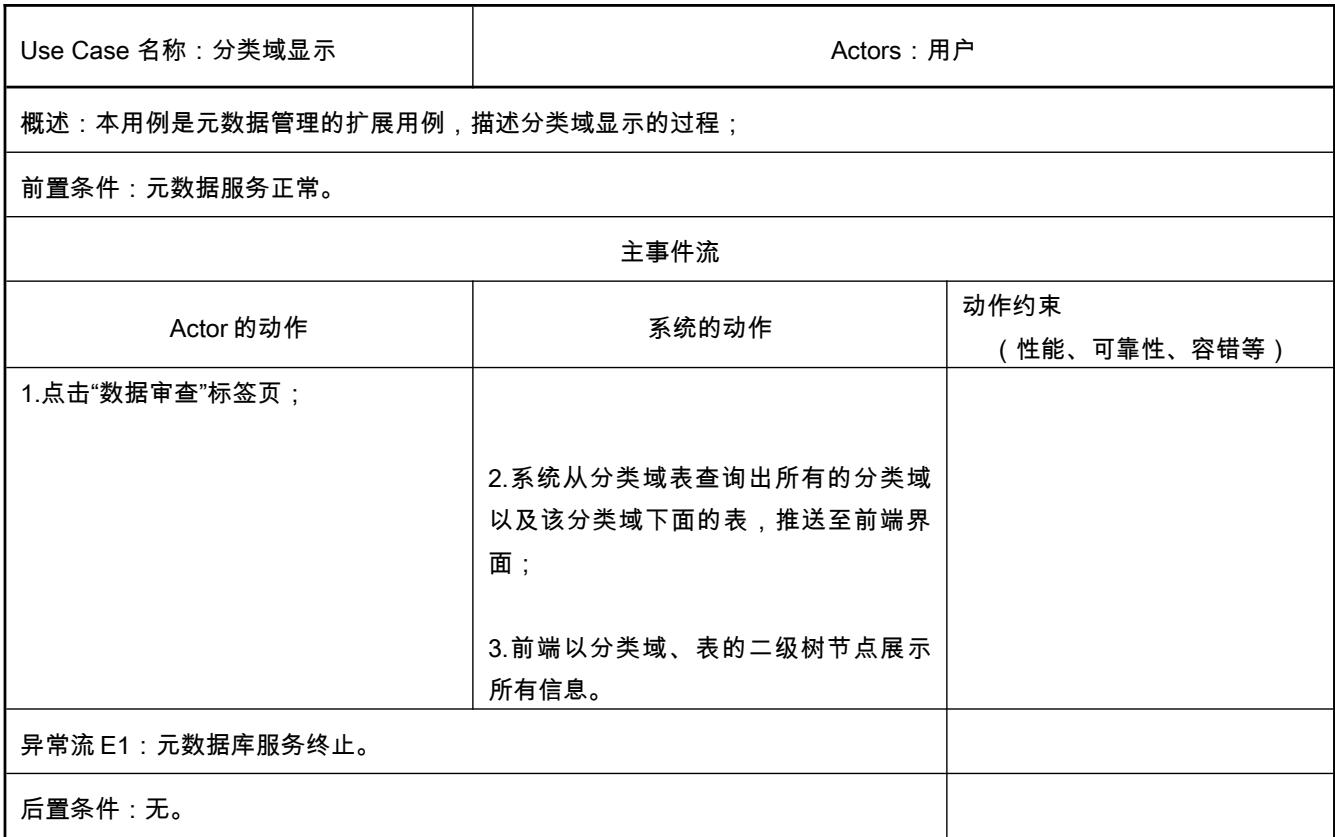 Use Case 名称：分类域显示
Actors：用户
概述：本用例是元数据管理的扩展用例，描述分类域显示的过程；
前置条件：元数据服务正常。
主事件流
Actor 的动作
系统的动作
动作约束
（性能、可靠性、容错等）
1.点击“数据审查”标签页；
2.系统从分类域表查询出所有的分类域
以及该分类域下面的表，推送至前端界
面；
3.前端以分类域、表的二级树节点展示
所有信息。
异常流 E1：元数据库服务终止。
后置条件：无。